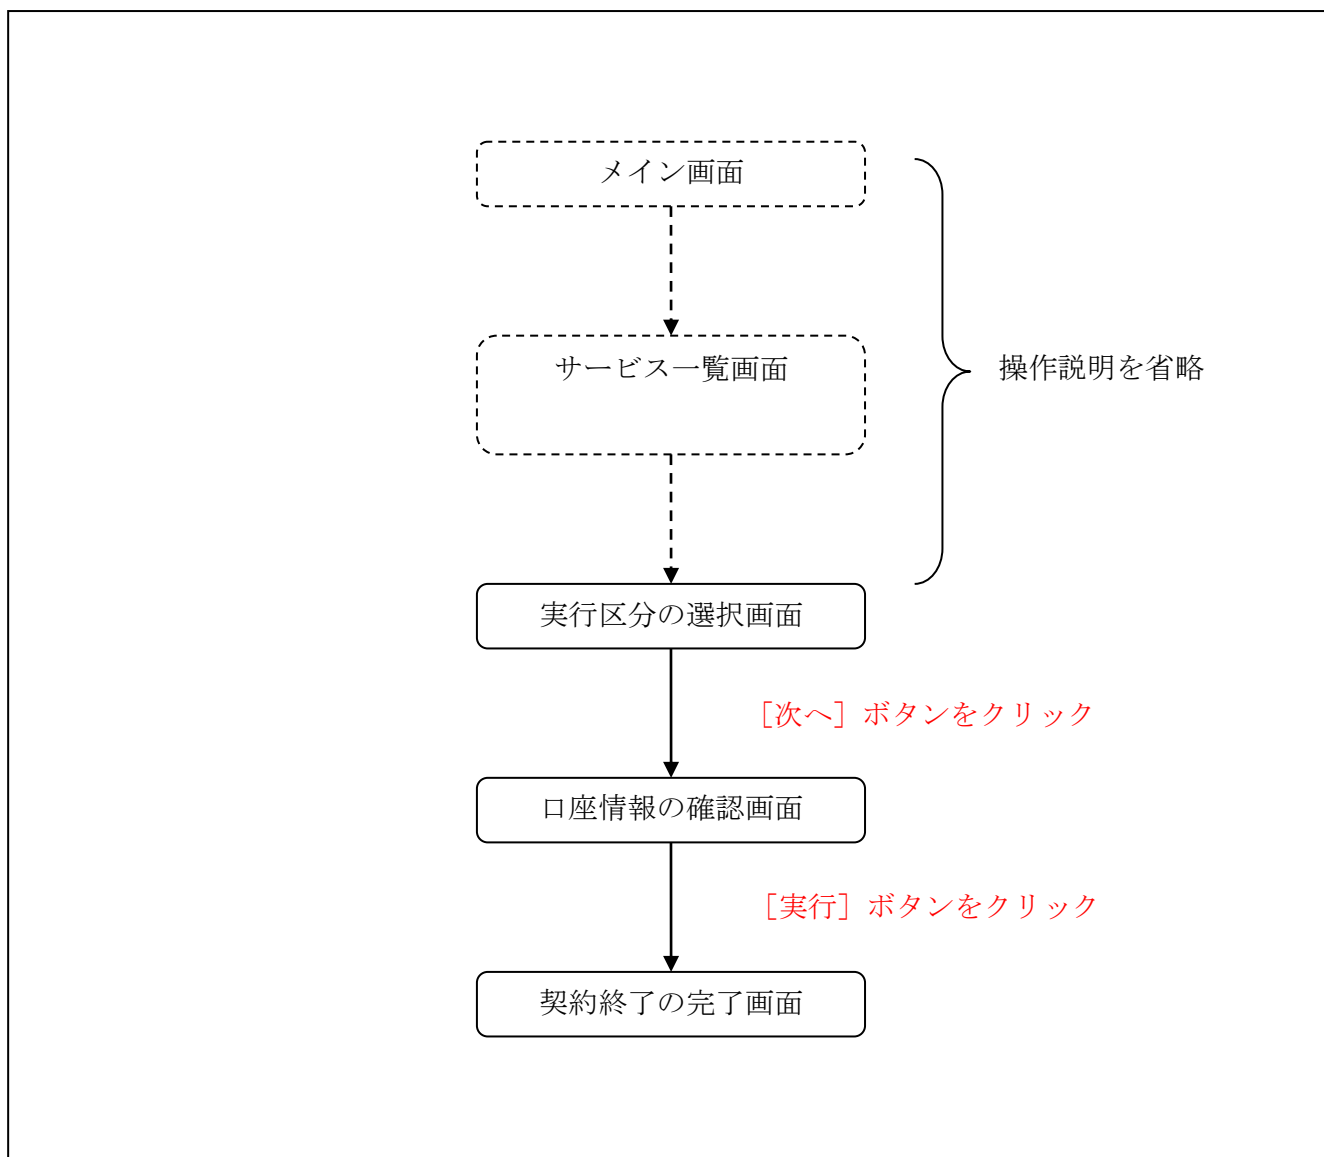 メイン画面
サービス一覧画面
操作説明を省略
実行区分の選択画面
［次へ］ボタンをクリック
口座情報の確認画面
［実行］ボタンをクリック
契約終了の完了画面